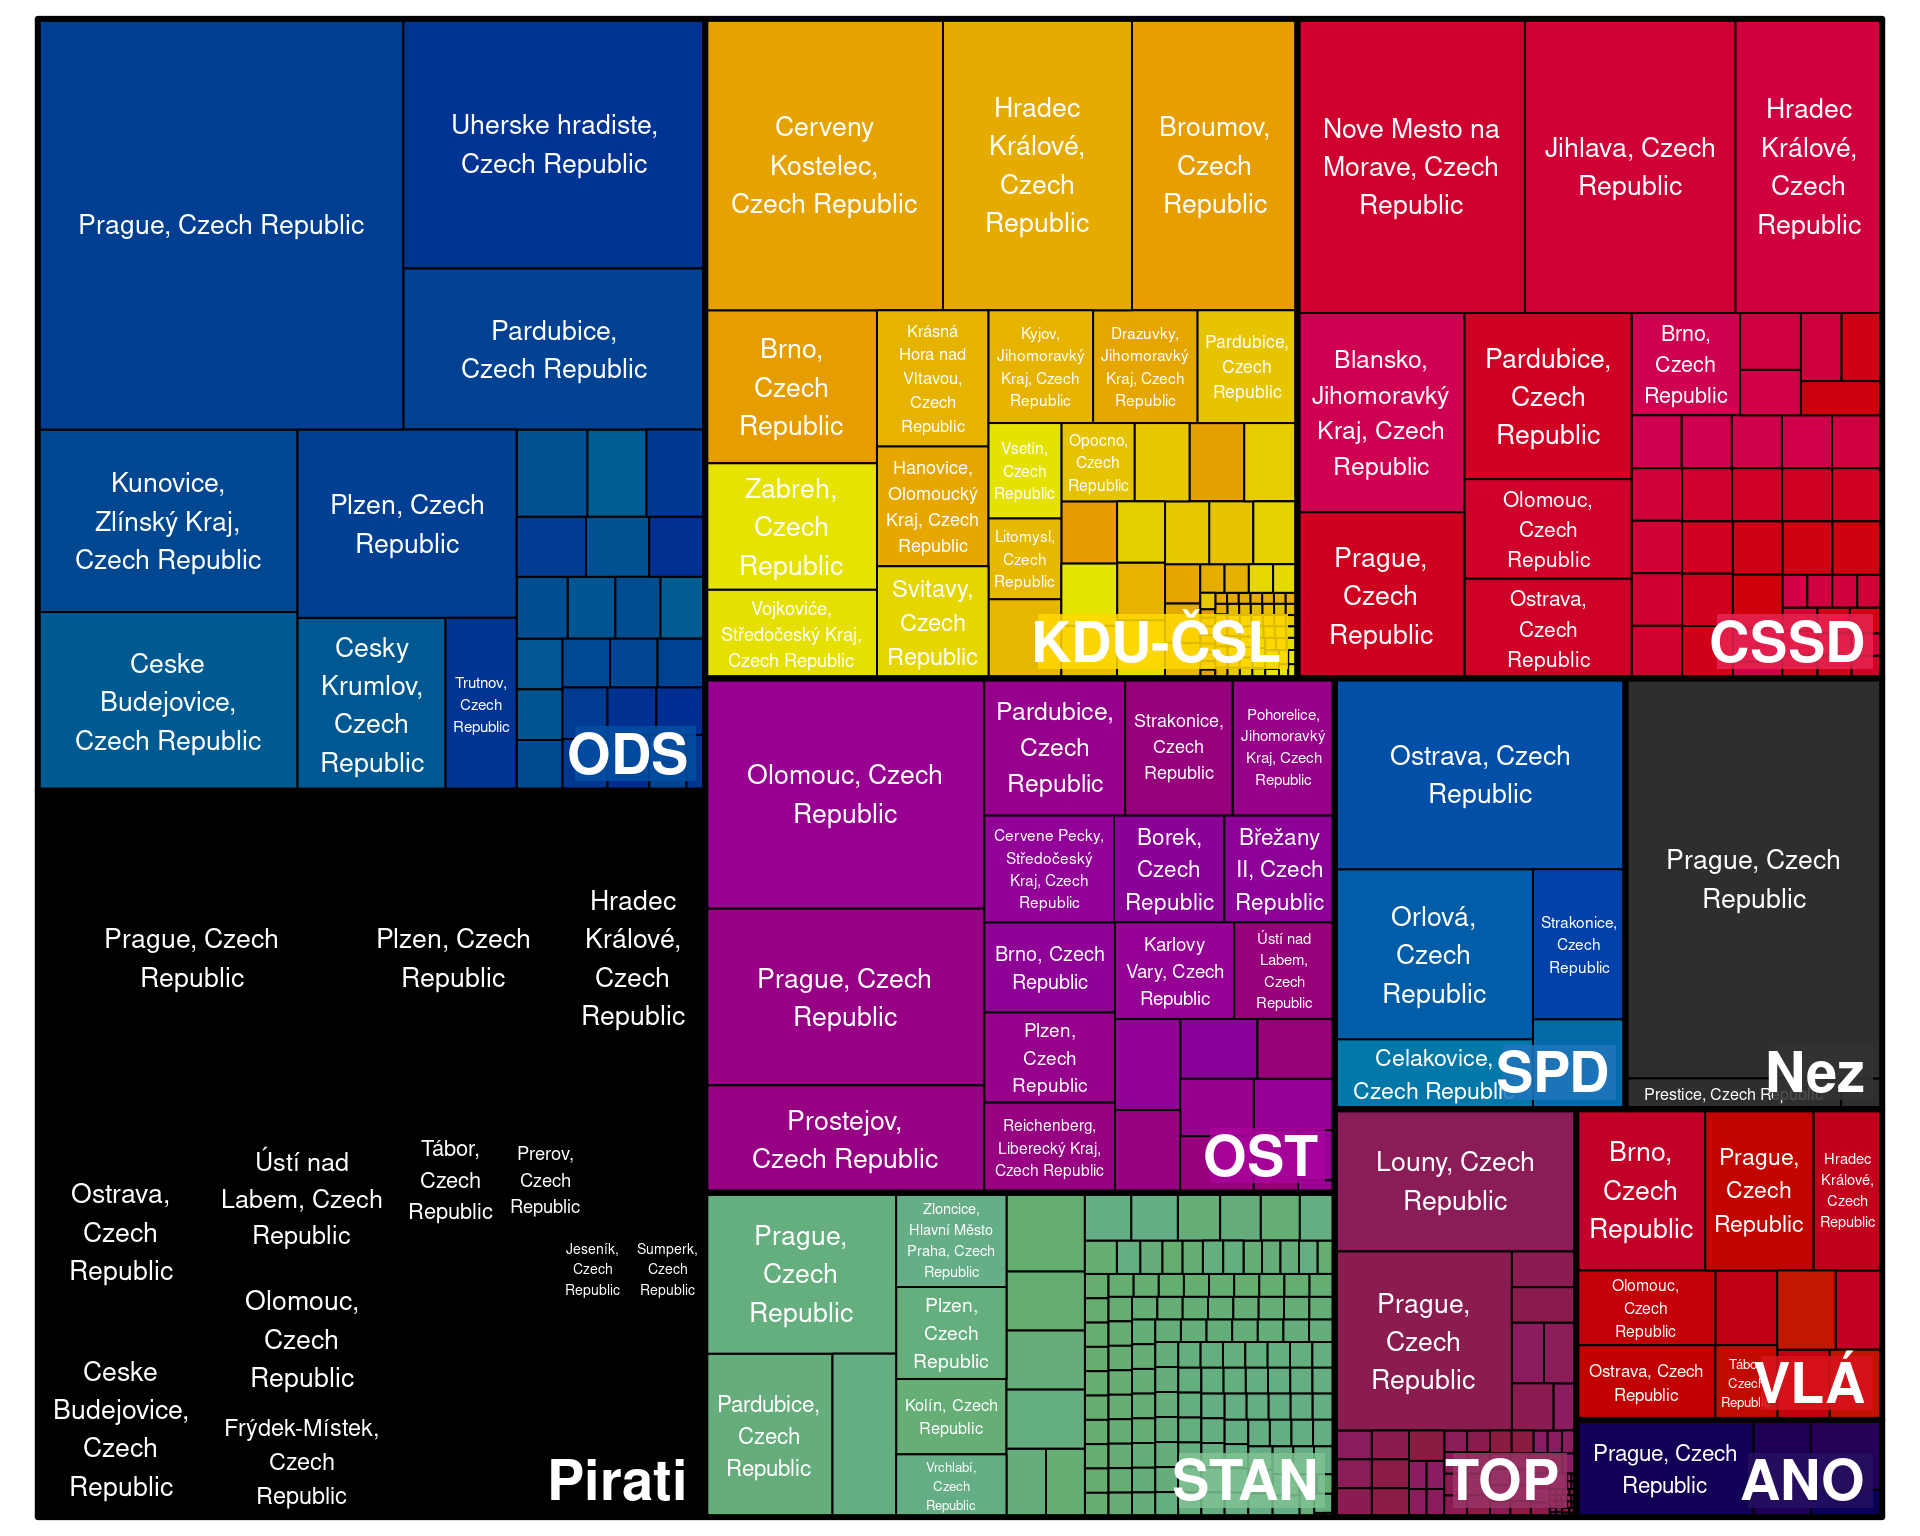 Prague, Czech Republic
Uherske hradiste,
Czech Republic
Pardubice,
Czech Republic
Kunovice,
Zlínský Kraj,
Czech Republic
Plzen, Czech
Republic
Ceske
Budejovice,
Czech Republic
Cesky
Krumlov,
Czech
Republic
Trutnov,
Czech
Republic
ODS
Cerveny
Kostelec,
Czech Republic
Hradec
Králové,
Czech
Republic
Broumov,
Czech
Republic
Brno,
Czech
Republic
Krásná
Hora nad
Vltavou,
Czech
Republic
Kyjov,
Jihomoravký
Kraj, Czech
Republic
Drazuvky,
Jihomoravký
Kraj, Czech
Republic
Pardubice,
Czech
Republic
Zabreh,
Czech
Republic
Hanovice,
Olomoucký
Kraj, Czech
Republic
Vsetín,
Czech
Republic
Opocno,
Czech
Republic
Litomysl,
Czech
Republic
Vojkoviće,
Středočeský Kraj,
Czech Republic
Svitavy,
Czech
Republic
KDU-ČSL
Nove Mesto na
Morave, Czech
Republic
Jihlava, Czech
Republic
Hradec
Králové,
Czech
Republic
Blansko,
Jihomoravký
Kraj, Czech
Republic
Pardubice,
Czech
Republic
Brno,
Czech
Republic
Prague,
Czech
Republic
Olomouc,
Czech
Republic
Ostrava,
Czech
Republic
CSSD
Prague, Czech
Republic
Plzen, Czech
Republic
Hradec
Králové,
Czech
Republic
Ostrava,
Czech
Republic
Ústí nad
Labem, Czech
Republic
Tábor,
Czech
Republic
Prerov,
Czech
Republic
Jeseník,
Czech
Republic
Sumperk,
Czech
Republic
Olomouc,
Czech
Republic
Ceske
Budejovice,
Czech
Republic
Frýdek-Místek,
Czech
Republic
Pirati
Olomouc, Czech
Republic
Pardubice,
Czech
Republic
Strakonice,
Czech
Republic
Pohorelice,
Jihomoravký
Kraj, Czech
Republic
Cervene Pecky,
Středočeský
Kraj, Czech
Republic
Borek,
Czech
Republic
Břežany
II, Czech
Republic
Prague, Czech
Republic
Brno, Czech
Republic
Karlovy
Vary, Czech
Republic
Ústí nad
Labem,
Czech
Republic
Plzen,
Czech
Republic
Prostejov,
Czech Republic
Reichenberg,
Liberecký Kraj,
Czech Republic
OST
Ostrava, Czech
Republic
Orlová,
Czech
Republic
Strakonice,
Czech
Republic
Celakovice,
Czech Republic
SPD
Prague, Czech
Republic
Prestice, Czech Republic
Nez
Prague,
Czech
Republic
Zloncice,
Hlavní Město
Praha, Czech
Republic
Plzen,
Czech
Republic
Pardubice,
Czech
Republic
Kolín, Czech
Republic
Vrchlabí,
Czech
Republic
STAN
Louny, Czech
Republic
Prague,
Czech
Republic
TOP
Brno,
Czech
Republic
Prague,
Czech
Republic
Hradec
Králové,
Czech
Republic
Olomouc,
Czech
Republic
Ostrava, Czech
Republic
Tábor,
Czech
Republic
VLÁ
Prague, Czech
Republic
ANO